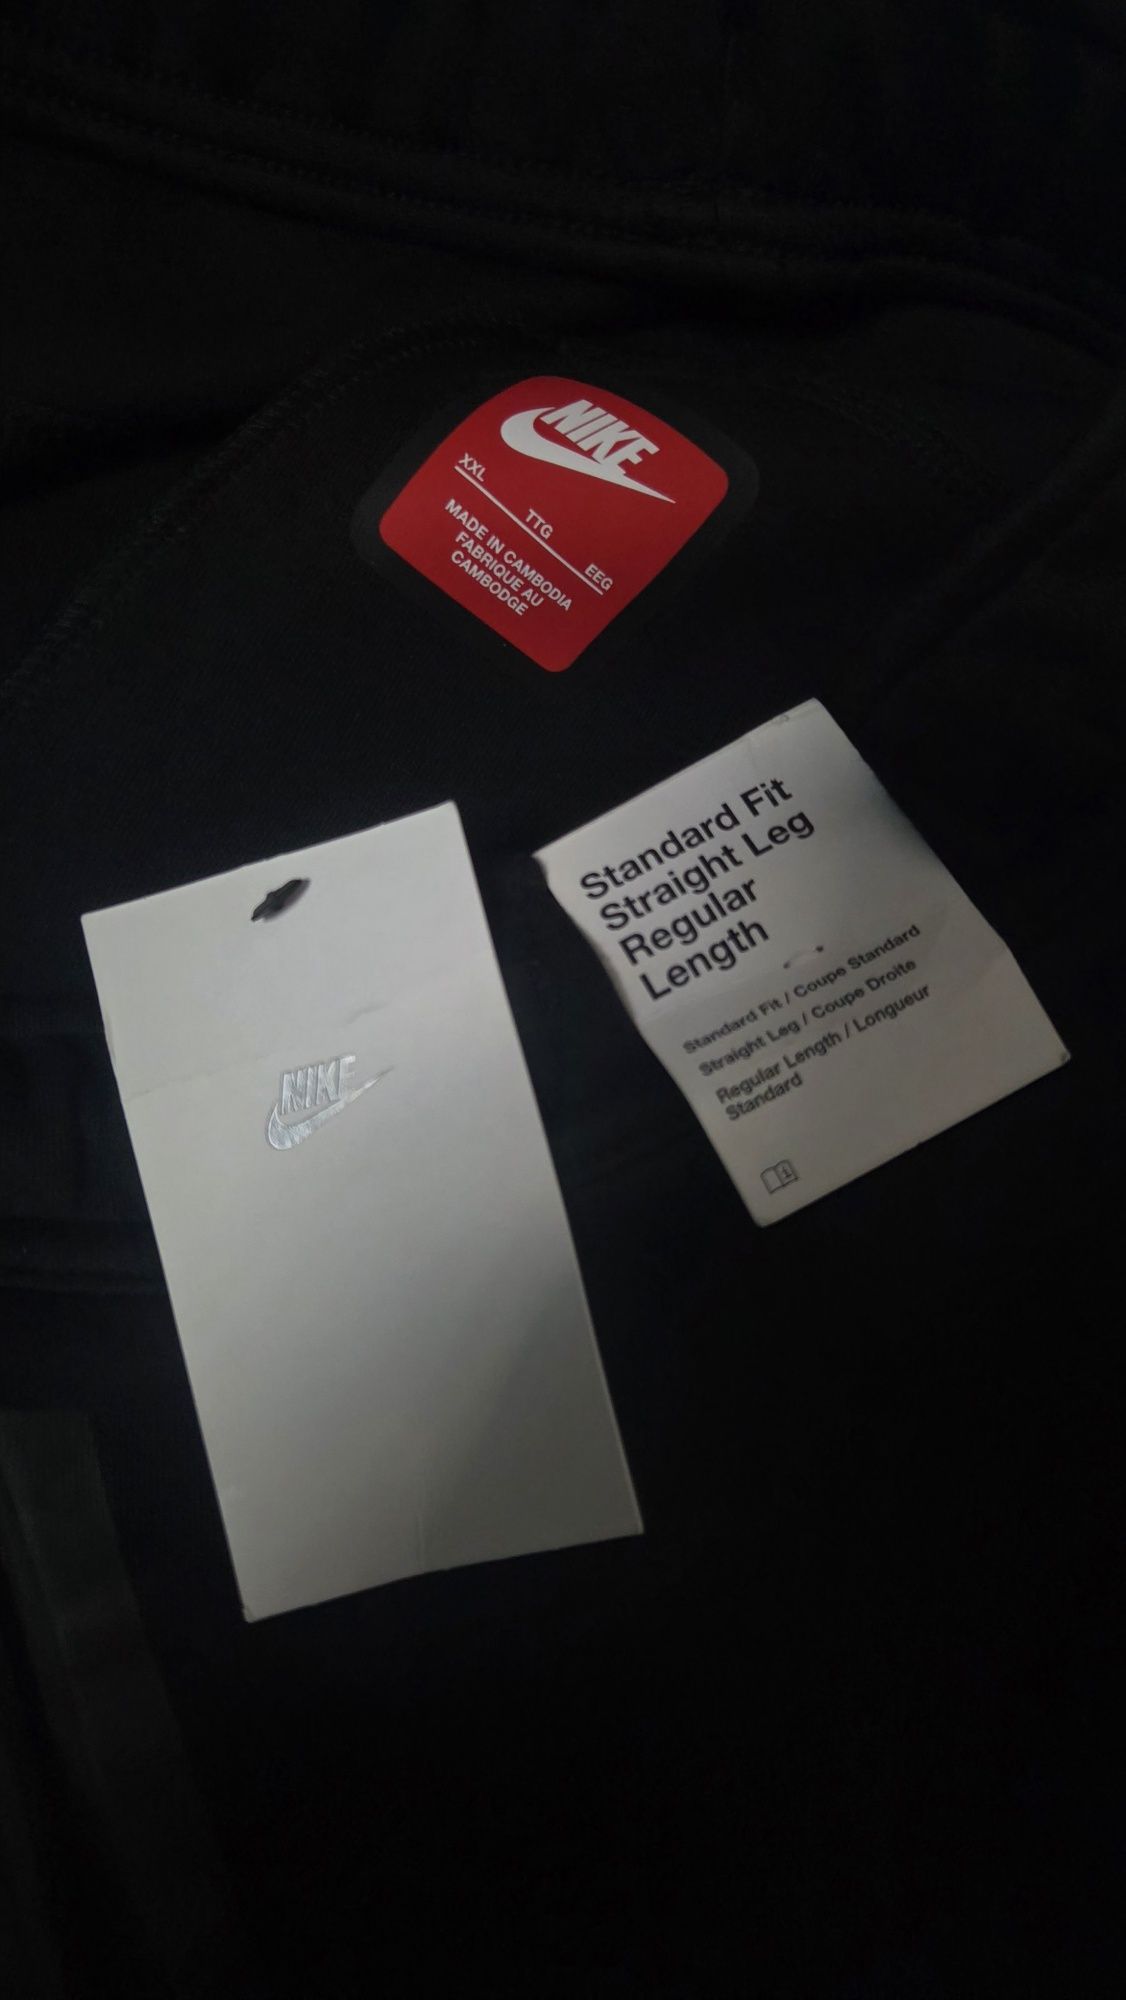 NIKE
XXL TTG EEG
MADE IN CAMBODIA
FABRIQUE AU
CAMBODGE
Standard Fit
Straight Leg
Regular
Length
Standard Fit / Coupe Standard
Straight Leg / Coupe Droite
Regular Length / Longueur
Standard
NIKE